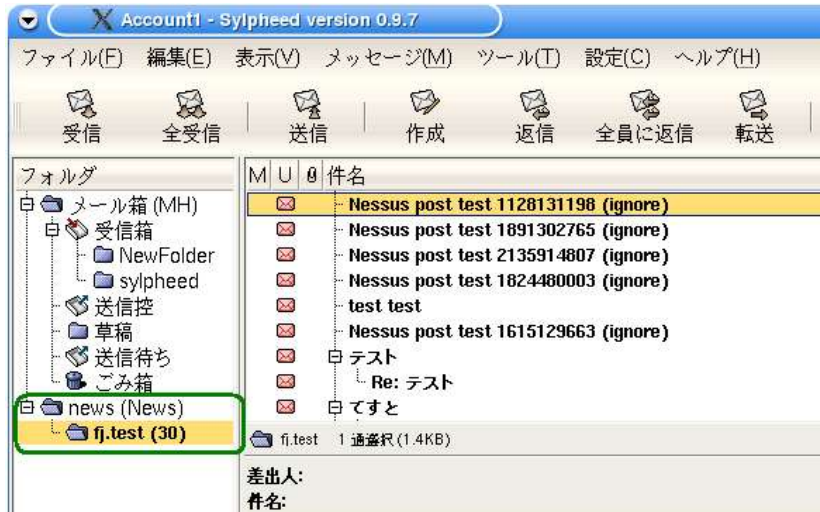 Account1 - Sylpheed version 0.9.7
ファイル(F) 編集(E) 表示(V) メッセージ(M) ツール(T) 設定(C) ヘルプ(H)
受信 全受信 送信 作成 返信 全員に返信 転送
フォルダ
メール箱 (MH)
受信箱
NewFolder
sylpheed
送信控
草稿
送信待ち
ごみ箱
news (News)
fj.test (30)
M U 件名
Nessus post test 1128131198 (ignore)
Nessus post test 1891302765 (ignore)
Nessus post test 2135914807 (ignore)
Nessus post test 1824480003 (ignore)
test test
Nessus post test 1615129663 (ignore)
テスト
Re: テスト
てすと
fj.test 1 通選択 (1.4KB)
差出人:
件名: